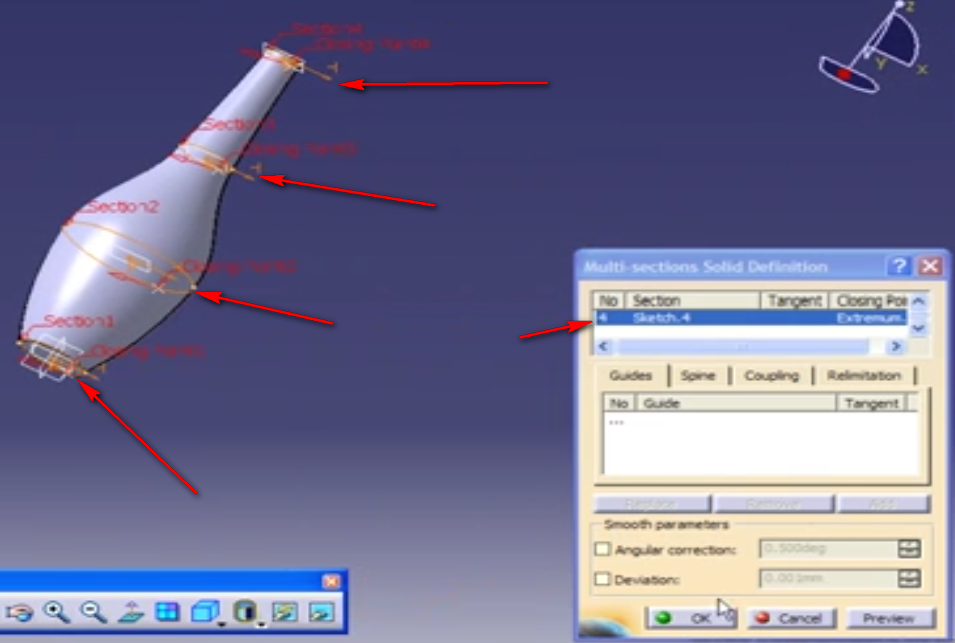 Section4
Closing Point4
Z
Y
X
Section3
Closing Point3
Section2
Closing Point2
Section1
Closing Point1
Multi-sections Solid Definition
No Section Tangent Closing Poi
4 Sketch.4 Extremum.
Guides Spine Coupling Relimitation
No Guide Tangent
...
Replace Remove Add
Smooth parameters
Angular correction: 0.500deg
Deviation: 0.001mm
OK Cancel Preview